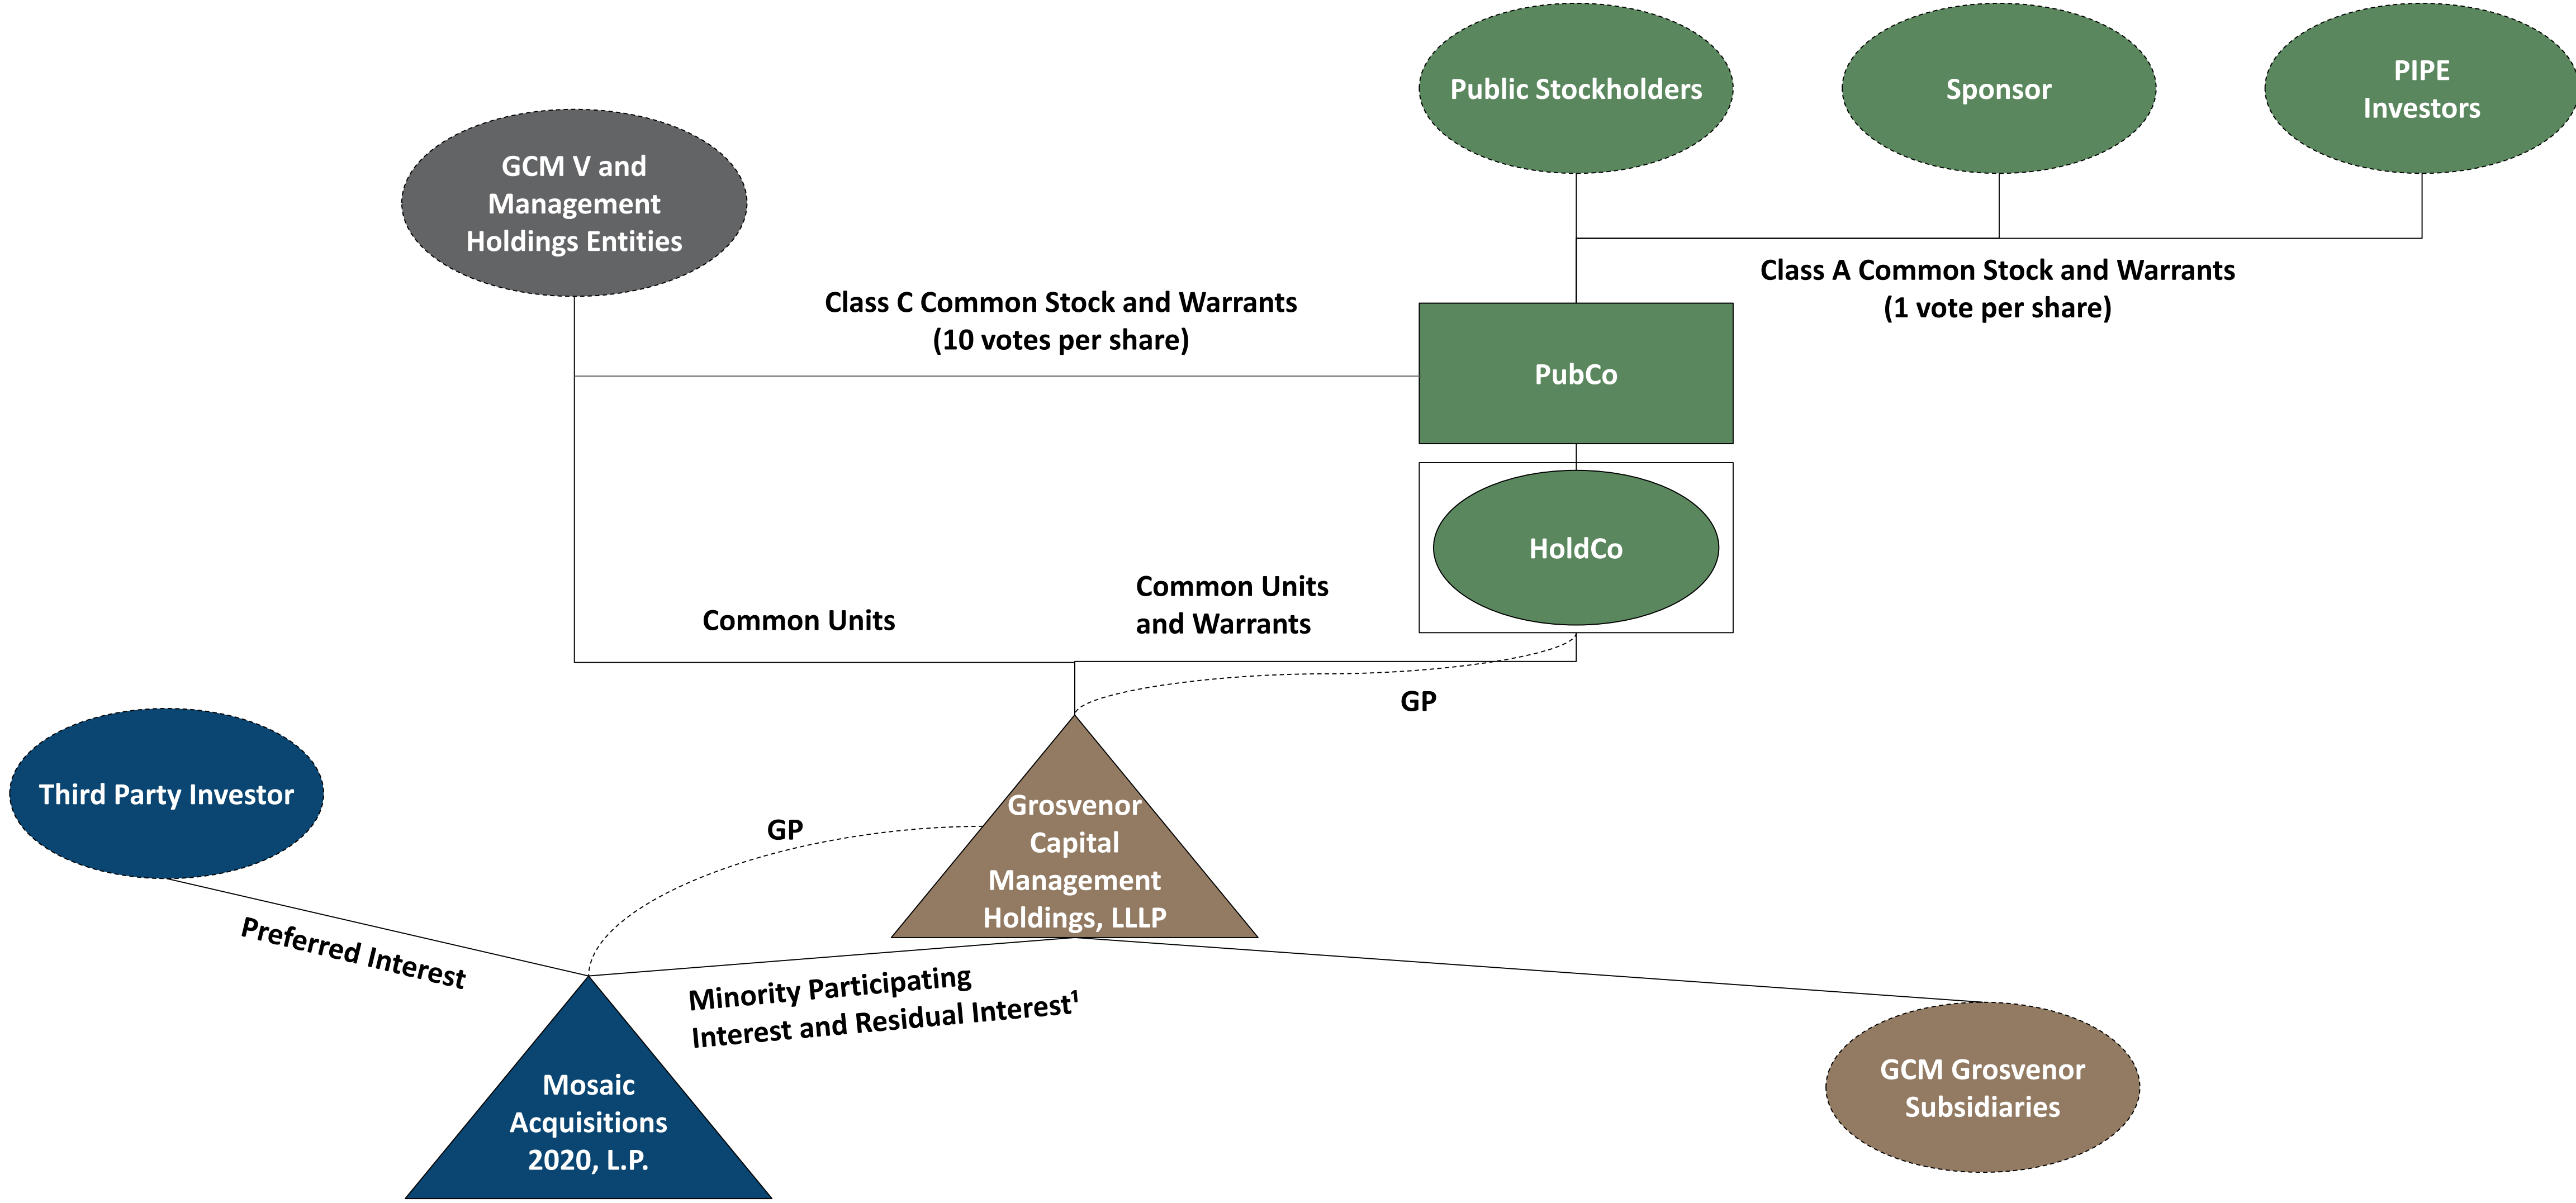 Public Stockholders
Sponsor
PIPE
Investors
GCM V and
Management
Holdings Entities
Class A Common Stock and Warrants
(1 vote per share)
Class C Common Stock and Warrants
(10 votes per share)
PubCo
HoldCo
Common Units
Common Units
and Warrants
GP
Third Party Investor
GP
Grosvenor
Capital
Management
Holdings, LLLP
Preferred Interest
Minority Participating
Interest and Residual Interest¹
Mosaic
Acquisitions
2020, L.P.
GCM Grosvenor
Subsidiaries